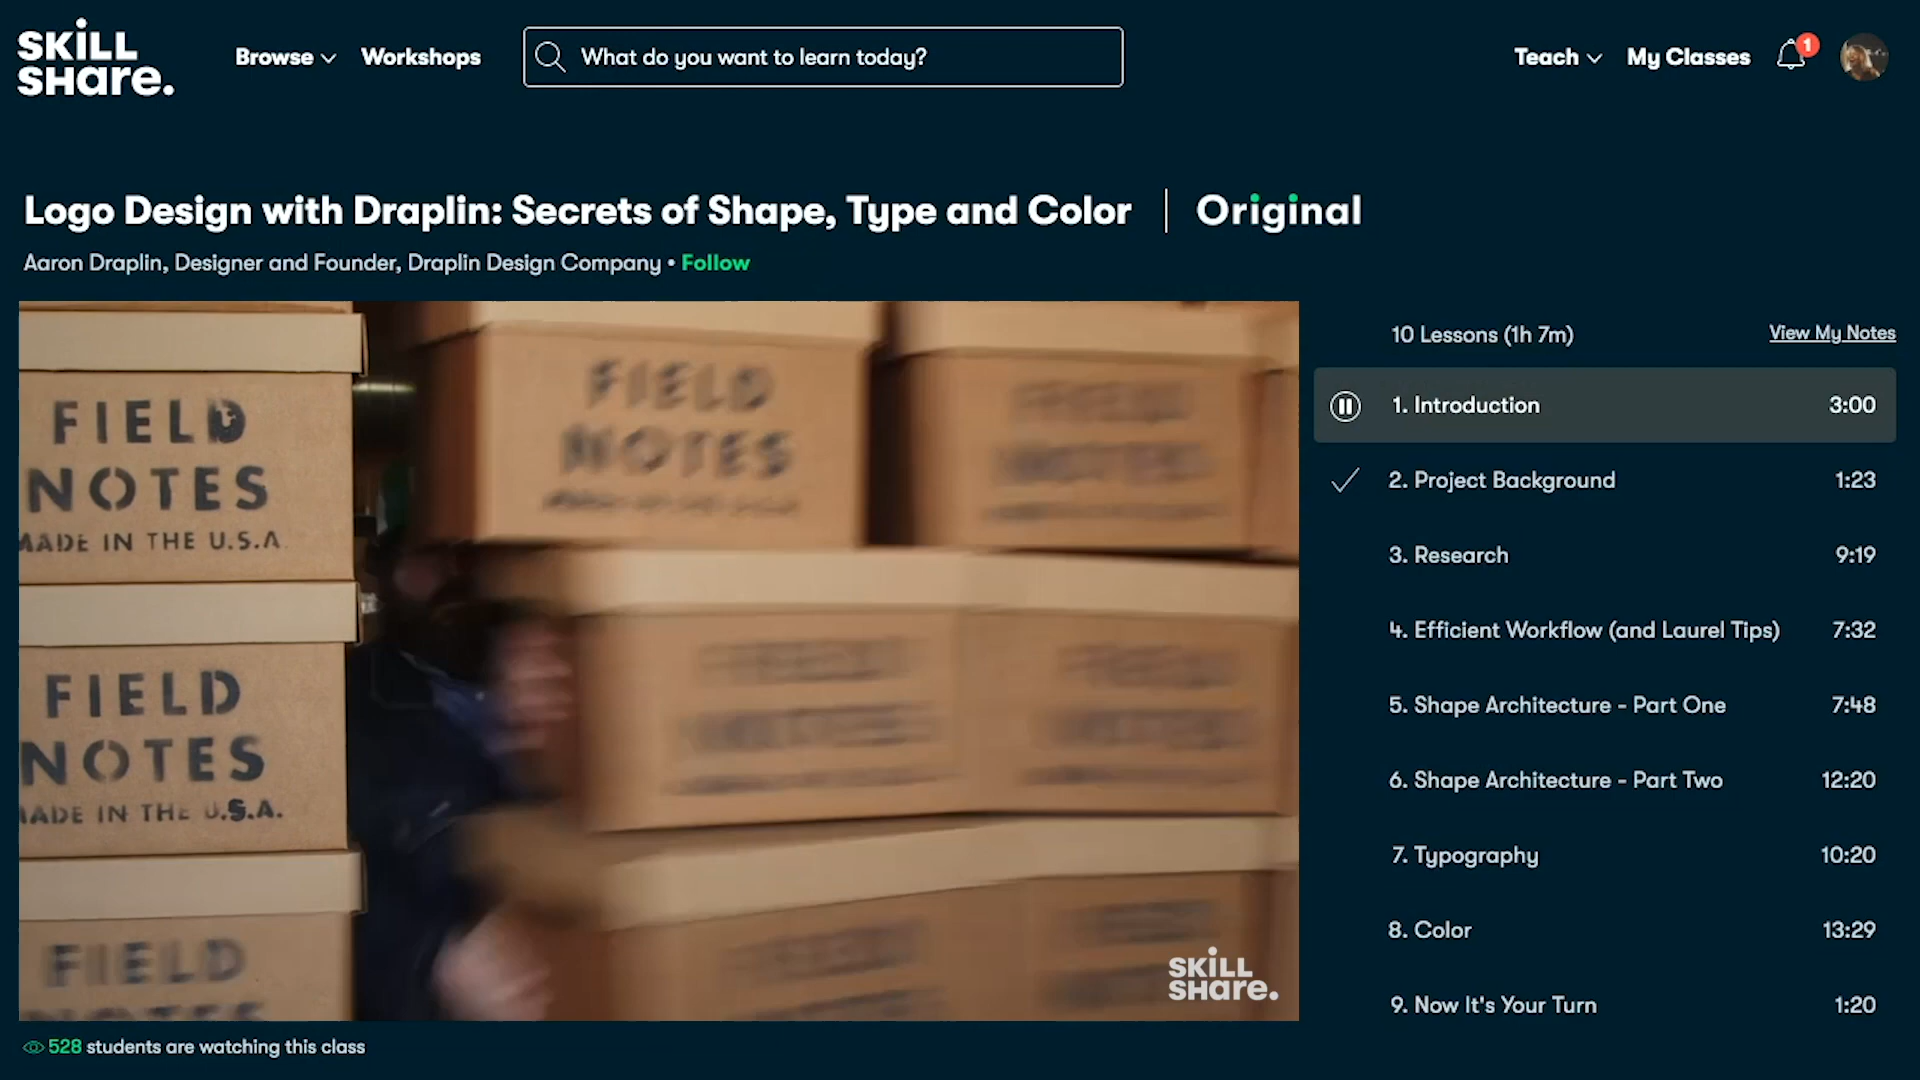 SKILL
SHare.
Browse
Workshops
What do you want to learn today?
Teach
My Classes
1
Logo Design with Draplin: Secrets of Shape, Type and Color
Original
Aaron Draplin, Designer and Founder, Draplin Design Company • Follow
FIELD
NOTES
MADE IN THE U.S.A
FIELD
NOTES
FIELD
NOTES
MADE IN THE U.S.A.
FIELD
NOTES
SKILL
SHare.
528 students are watching this class
10 Lessons (1h 7m)
View My Notes
1. Introduction 3:00
2. Project Background 1:23
3. Research 9:19
4. Efficient Workflow (and Laurel Tips) 7:32
5. Shape Architecture - Part One 7:48
6. Shape Architecture - Part Two 12:20
7. Typography 10:20
8. Color 13:29
9. Now It's Your Turn 1:20